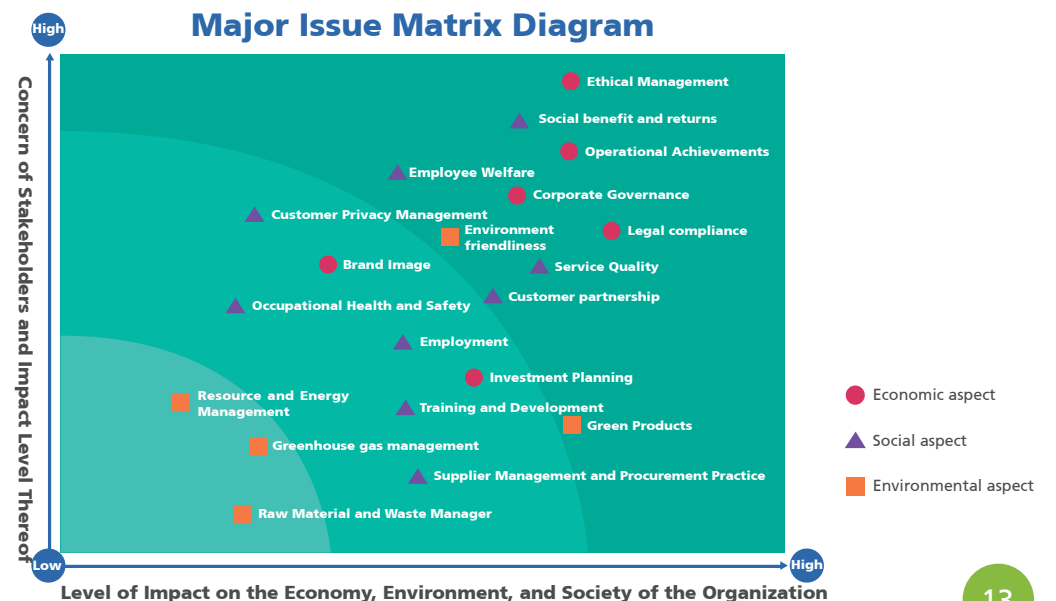 Major Issue Matrix Diagram
High
Concern of Stakeholders and Impact Level Thereof
Ethical Management
Social benefit and returns
Operational Achievements
Employee Welfare
Corporate Governance
Customer Privacy Management
Environment
friendliness
Legal compliance
Brand Image
Service Quality
Customer partnership
Occupational Health and Safety
Employment
Investment Planning
Resource and Energy
Management
Training and Development
Green Products
Greenhouse gas management
Supplier Management and Procurement Practice
Raw Material and Waste Manager
Economic aspect
Social aspect
Environmental aspect
Low
High
Level of Impact on the Economy, Environment, and Society of the Organization
13